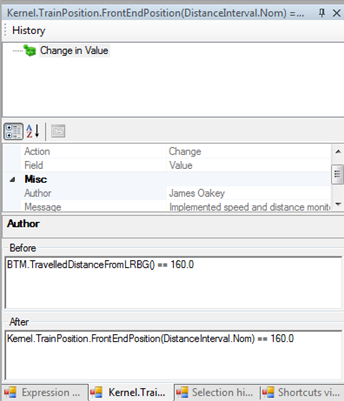 Kernel.TrainPosition.FrontEndPosition(DistanceInterval.Nom) =...
History
Change in Value
Action Change
Field Value
Misc
Author James Oakey
Message Implemented speed and distance monit
Author
Before
BTM.TravelledDistanceFromLRBG() == 160.0
After
Kernel.TrainPosition.FrontEndPosition(DistanceInterval.Nom) == 160.0
Expression ... Kernel.Trai... Selection hi... Shortcuts vi...